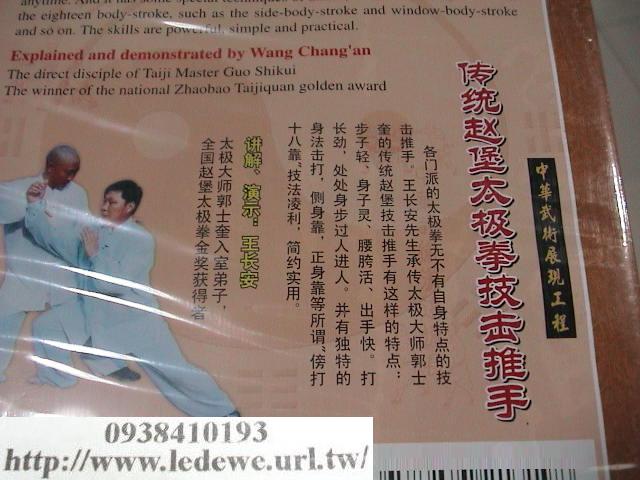 the eighteen body-stroke, such as the side-body-stroke and window-body-stroke
and so on. The skills are powerful, simple and practical.
Explained and demonstrated by Wang Chang'an
The direct disciple of Taiji Master Guo Shikui
The winner of the national Zhaobao Taijiquan golden award
中華武術展現工程
传统赵堡太极拳技击推手
各门派的太极拳无不有自身特点的技
击推手。王长安先生承传太极大师郭士
奎的传统赵堡技击推手有这样的特点：
步子轻、身子灵、腰胯活、出手快。打
长劲，处处身步过人进人。并有独特的
身法击打，侧身靠，正身靠等所谓“傍打
十八靠”技法凌利，简约实用。
讲解、演示：王长安
太极大师郭士奎入室弟子，
全国赵堡太极拳金奖获得者
0938410193
http://www.ledewe.url.tw/